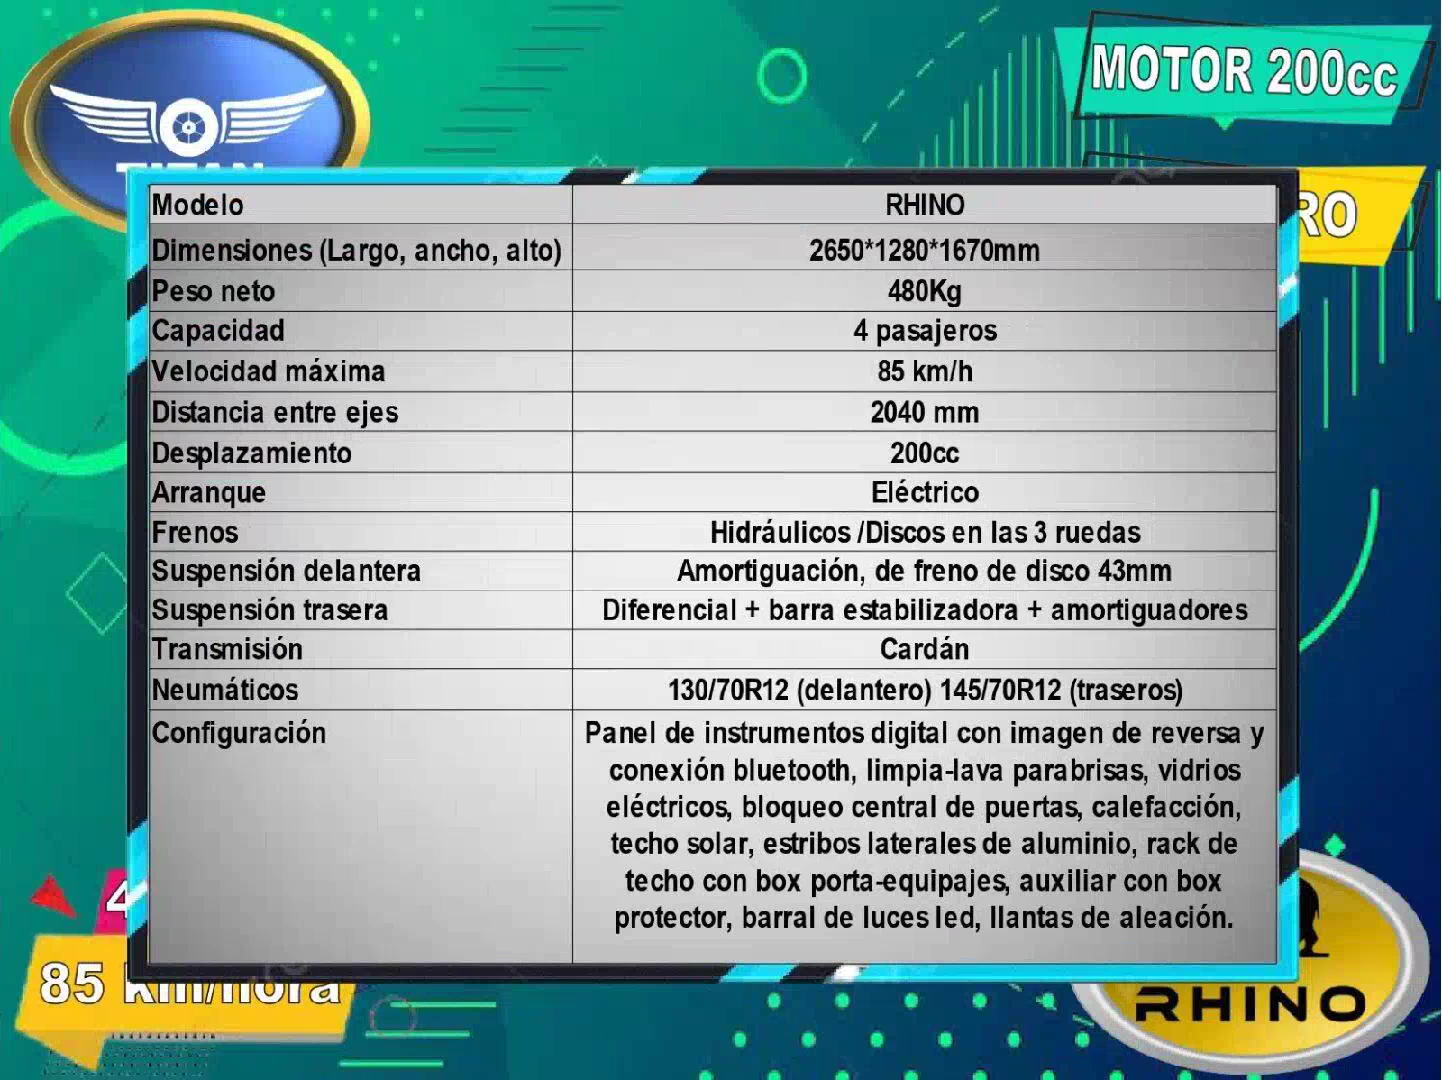 MOTOR 200cc
RO
Modelo RHINO
Dimensiones (Largo, ancho, alto) 2650*1280*1670mm
Peso neto 480Kg
Capacidad 4 pasajeros
Velocidad máxima 85 km/h
Distancia entre ejes 2040 mm
Desplazamiento 200cc
Arranque Eléctrico
Frenos Hidráulicos /Discos en las 3 ruedas
Suspensión delantera Amortiguación, de freno de disco 43mm
Suspensión trasera Diferencial + barra estabilizadora + amortiguadores
Transmisión Cardán
Neumáticos 130/70R12 (delantero) 145/70R12 (traseros)
Configuración Panel de instrumentos digital con imagen de reversa y
conexión bluetooth, limpia-lava parabrisas, vidrios
eléctricos, bloqueo central de puertas, calefacción,
techo solar, estribos laterales de aluminio, rack de
techo con box porta-equipajes, auxiliar con box
protector, barral de luces led, llantas de aleación.
4
85 km/hora
RHINO